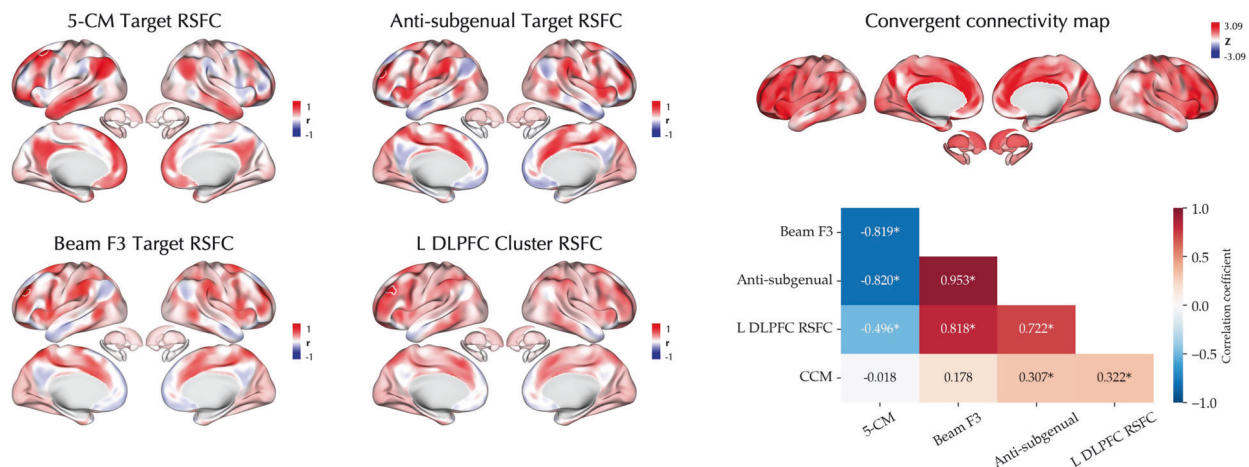 5-CM Target RSFC
1
r
-1
Anti-subgenual Target RSFC
1
r
-1
Beam F3 Target RSFC
1
r
-1
L DLPFC Cluster RSFC
1
r
-1
Convergent connectivity map
3.09
Z
-3.09
Beam F3
-0.819*
Anti-subgenual
-0.820*
0.953*
L DLPFC RSFC
-0.496*
0.818*
0.722*
CCM
-0.018
0.178
0.307*
0.322*
5-CM
Beam F3
Anti-subgenual
L DLPFC RSFC
1.0
0.5
0.0
−0.5
−1.0
Correlation coefficient